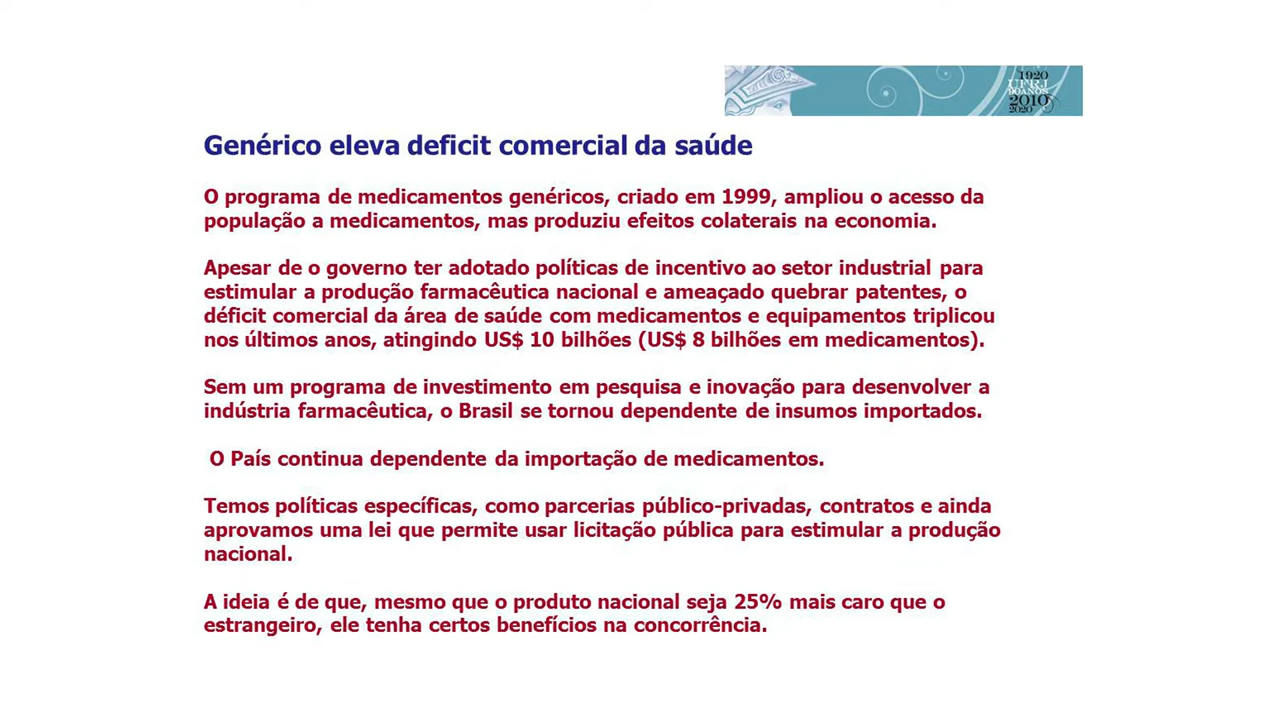 1920
UFRJ
90 ANOS
2010
2020
Genérico eleva deficit comercial da saúde
O programa de medicamentos genéricos, criado em 1999, ampliou o acesso da
população a medicamentos, mas produziu efeitos colaterais na economia.
Apesar de o governo ter adotado políticas de incentivo ao setor industrial para
estimular a produção farmacêutica nacional e ameaçado quebrar patentes, o
déficit comercial da área de saúde com medicamentos e equipamentos triplicou
nos últimos anos, atingindo US$ 10 bilhões (US$ 8 bilhões em medicamentos).
Sem um programa de investimento em pesquisa e inovação para desenvolver a
indústria farmacêutica, o Brasil se tornou dependente de insumos importados.
O País continua dependente da importação de medicamentos.
Temos políticas específicas, como parcerias público-privadas, contratos e ainda
aprovamos uma lei que permite usar licitação pública para estimular a produção
nacional.
A ideia é de que, mesmo que o produto nacional seja 25% mais caro que o
estrangeiro, ele tenha certos benefícios na concorrência.